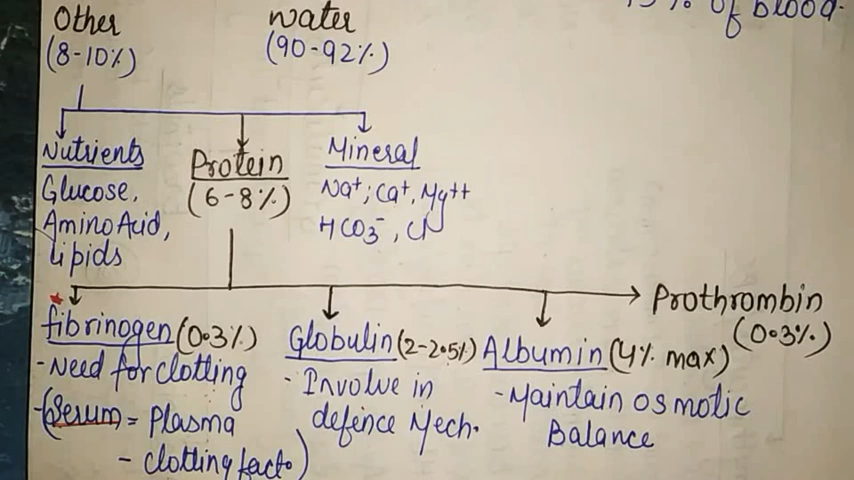 Other
(8-10%)
Water
(90-92%)
% of blood.
Nutrients
Glucose,
Amino Acid,
Lipids
Protein
(6-8%)
Mineral
Na+; Ca+, Mg++
HCO3-, Cl
Prothrombin
(0.3%)
fibrinogen (0.3%)
- Need for clotting
- (Serum = Plasma
- clotting facto)
Globulin (2-2.5%)
- Involve in
defence Mech.
Albumin (4% max)
- Maintain osmotic
Balance